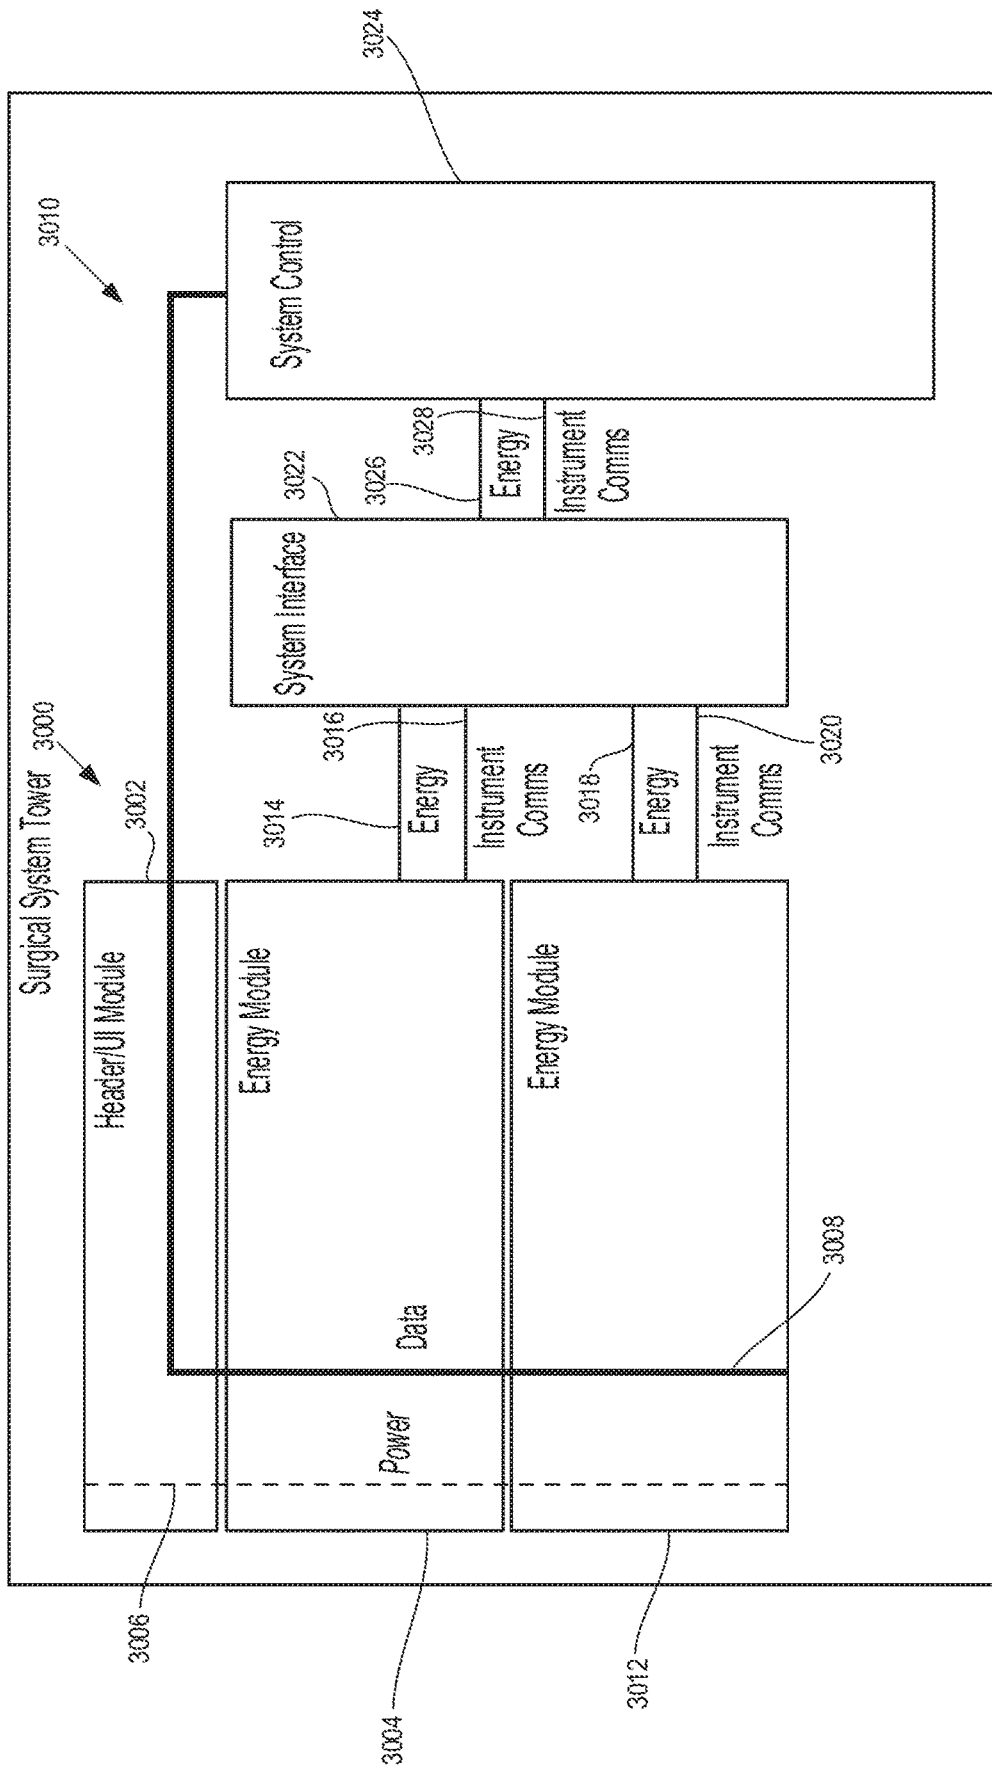 Surgical System Tower
3000
3010
3002
Header/UI Module
3006
Energy Module
Power
Data
3004
Energy Module
3012
3008
3014
Energy
3016
Instrument
Comms
3018
Energy
3020
Instrument
Comms
System Interface
3022
3026
Energy
3028
Instrument
Comms
System Control
3024